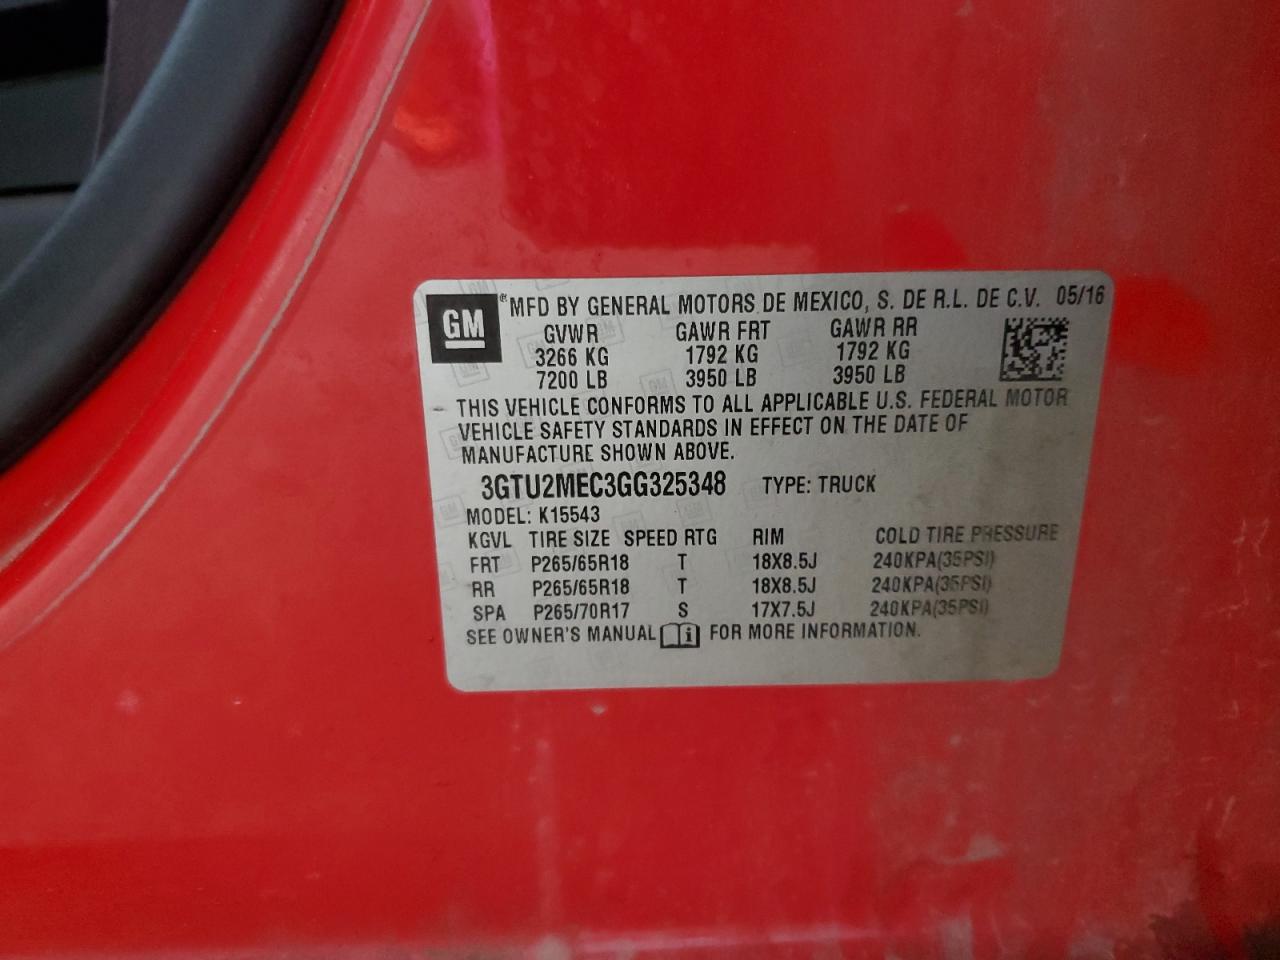 GM ® MFD BY GENERAL MOTORS DE MEXICO, S. DE R.L. DE C.V. 05/16
GVWR GAWR FRT GAWR RR
3266 KG 1792 KG 1792 KG
7200 LB 3950 LB 3950 LB
THIS VEHICLE CONFORMS TO ALL APPLICABLE U.S. FEDERAL MOTOR
VEHICLE SAFETY STANDARDS IN EFFECT ON THE DATE OF
MANUFACTURE SHOWN ABOVE.
3GTU2MEC3GG325348 TYPE: TRUCK
MODEL: K15543
KGVL TIRE SIZE SPEED RTG RIM COLD TIRE PRESSURE
FRT P265/65R18 T 18X8.5J 240KPA(35PSI)
RR P265/65R18 T 18X8.5J 240KPA(35PSI)
SPA P265/70R17 S 17X7.5J 240KPA(35PSI)
SEE OWNER'S MANUAL i FOR MORE INFORMATION.